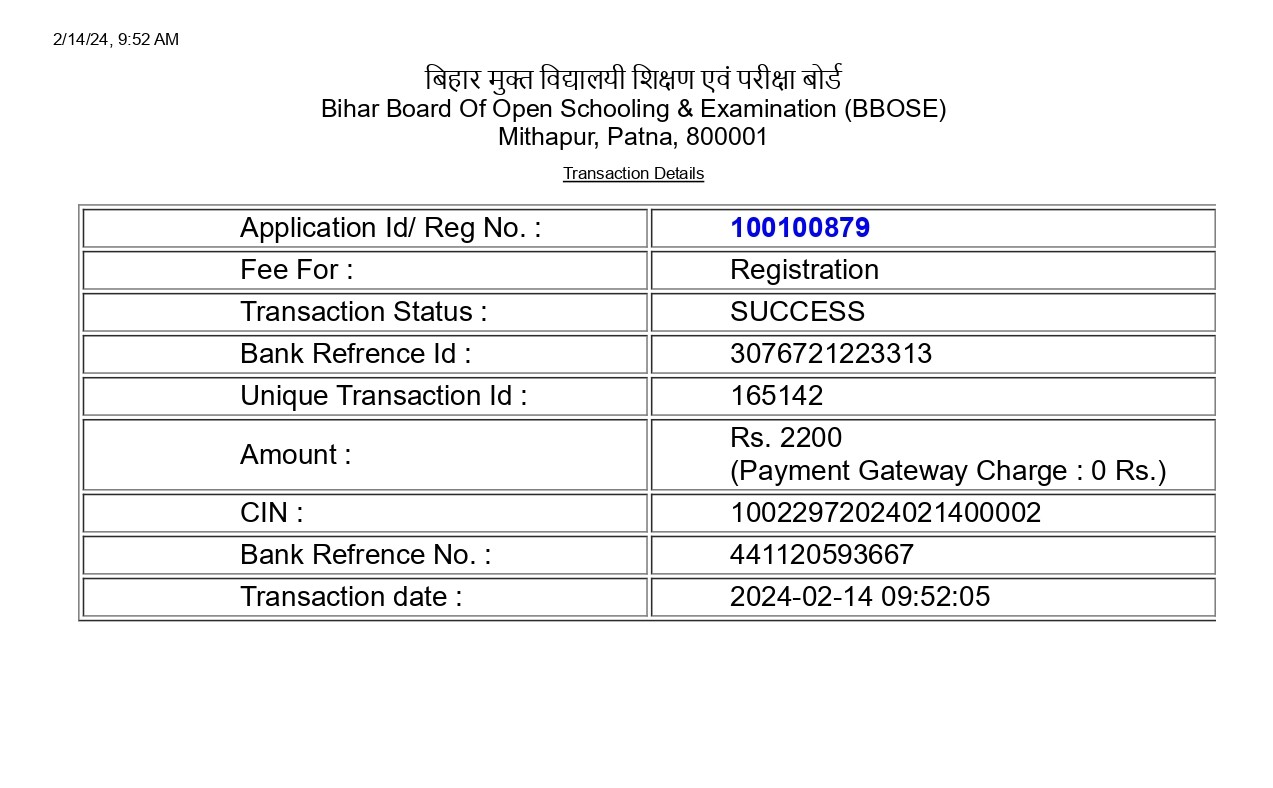 2/14/24, 9:52 AM
बिहार मुक्त विद्यालयी शिक्षण एवं परीक्षा बोर्ड
Bihar Board Of Open Schooling & Examination (BBOSE)
Mithapur, Patna, 800001
Transaction Details
Application Id/ Reg No. : 100100879
Fee For : Registration
Transaction Status : SUCCESS
Bank Refrence Id : 3076721223313
Unique Transaction Id : 165142
Amount : Rs. 2200
(Payment Gateway Charge : 0 Rs.)
CIN : 10022972024021400002
Bank Refrence No. : 441120593667
Transaction date : 2024-02-14 09:52:05